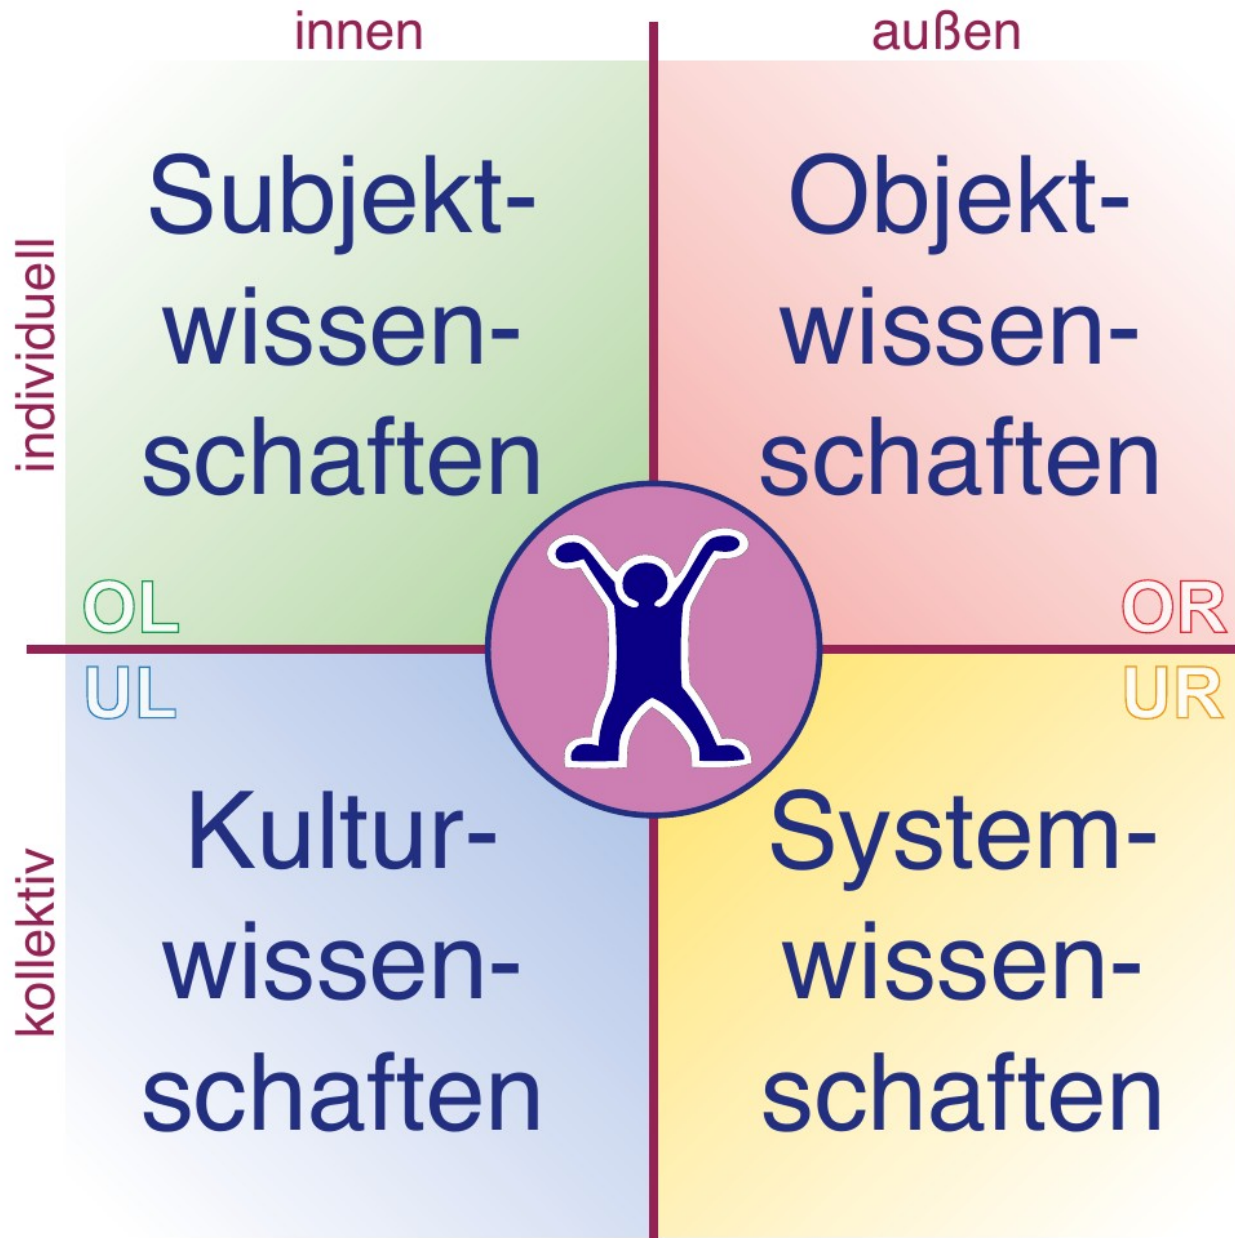 innen
außen
individuell
Subjekt-
wissen-
schaften
OL
Objekt-
wissen-
schaften
OR
kollektiv
UL
Kultur-
wissen-
schaften
UR
System-
wissen-
schaften